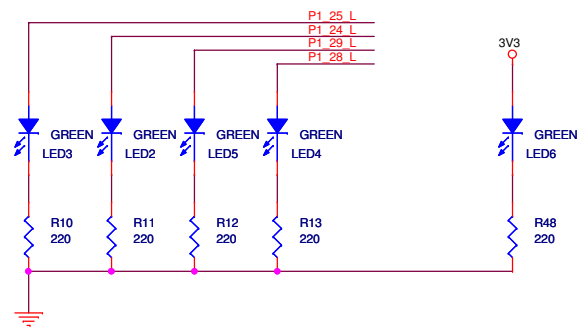 P1_25_L
P1_24_L
P1_29_L
P1_28_L
3V3
GREEN GREEN GREEN GREEN GREEN
LED3 LED2 LED5 LED4 LED6
R10 R11 R12 R13 R48
220 220 220 220 220